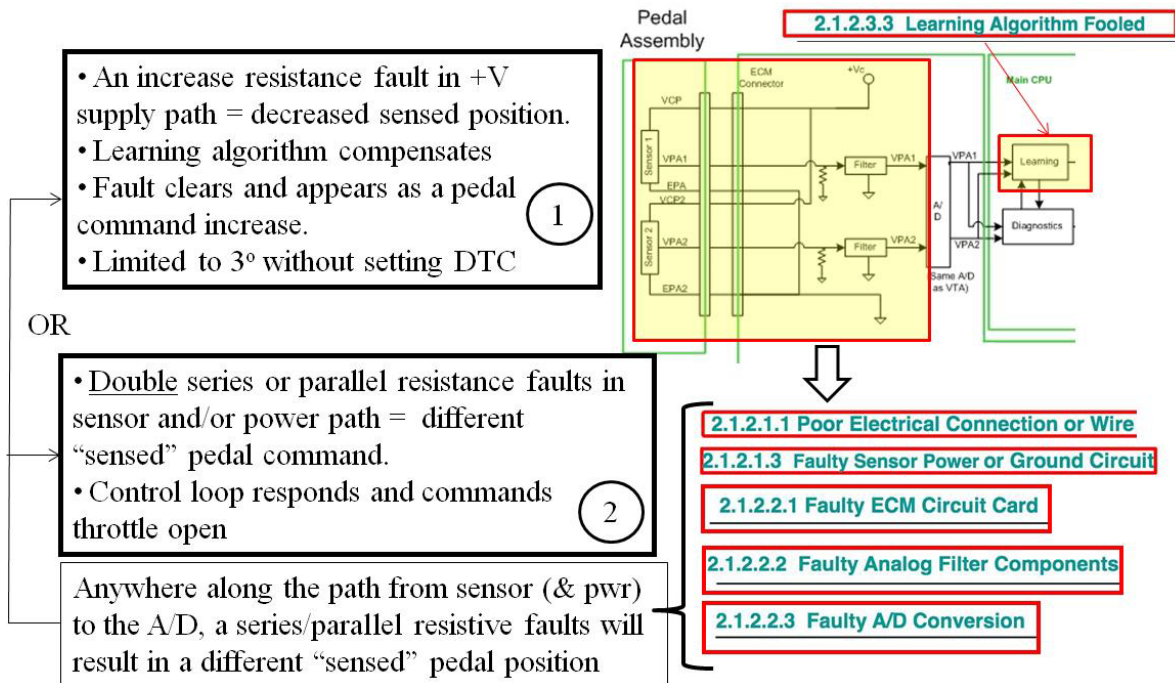 Pedal
Assembly
2.1.2.3.3 Learning Algorithm Fooled
• An increase resistance fault in +V
supply path = decreased sensed position.
• Learning algorithm compensates
• Fault clears and appears as a pedal
command increase.
• Limited to 3º without setting DTC
1
ECM
Connector
+Vc
Main CPU
VCP
Sensor 1
VPA1
Filter
VPA1
VPA1
Learning
EPA
VCP2
A/
D
Sensor 2
VPA2
Filter
VPA2
VPA2
Diagnostics
EPA2
(Same A/D
as VTA)
OR
• Double series or parallel resistance faults in
sensor and/or power path = different
“sensed” pedal command.
• Control loop responds and commands
throttle open
2
Anywhere along the path from sensor (& pwr)
to the A/D, a series/parallel resistive faults will
result in a different “sensed” pedal position
2.1.2.1.1 Poor Electrical Connection or Wire
2.1.2.1.3 Faulty Sensor Power or Ground Circuit
2.1.2.2.1 Faulty ECM Circuit Card
2.1.2.2.2 Faulty Analog Filter Components
2.1.2.2.3 Faulty A/D Conversion